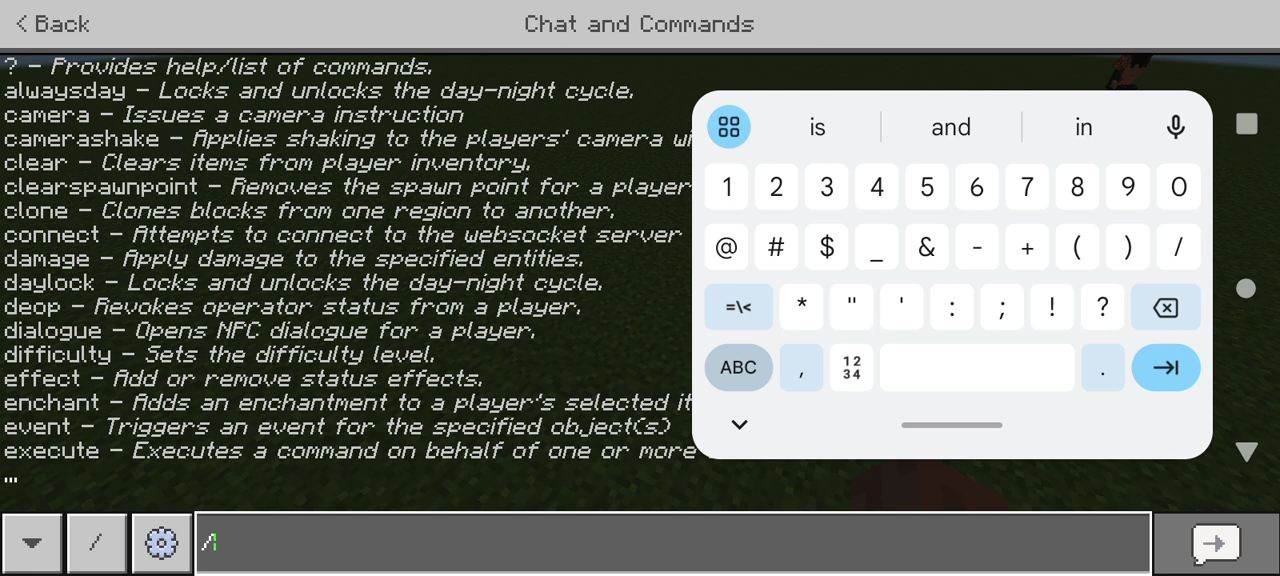 Back
Chat and Commands
? - Provides help/list of commands.
alwaysday - Locks and unlocks the day-night cycle.
camera - Issues a camera instruction
camerashake - Applies shaking to the players' camera wi
clear - Clears items from player inventory.
clearspawnpoint - Removes the spawn point for a player
clone - Clones blocks from one region to another.
connect - Attempts to connect to the websocket server
damage - Apply damage to the specified entities.
daylock - Locks and unlocks the day-night cycle.
deop - Revokes operator status from a player.
dialogue - Opens NPC dialogue for a player.
difficulty - Sets the difficulty level.
effect - Add or remove status effects.
enchant - Adds an enchantment to a player's selected it
event - Triggers an event for the specified object(s)
execute - Executes a command on behalf of one or more
...
/
/
is and in
1 2 3 4 5 6 7 8 9 0
@ # $ _ & - + ( ) /
=\< * " ' : ; ! ?
ABC , 12 34 .